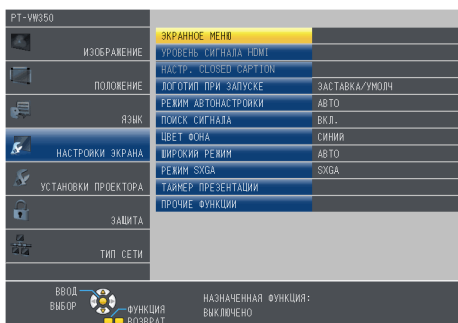 PT-VW350
ИЗОБРАЖЕНИЕ
ПОЛОЖЕНИЕ
ЯЗЫК
НАСТРОЙКИ ЭКРАНА
УСТАНОВКИ ПРОЕКТОРА
ЗАЩИТА
ТИП СЕТИ
ЭКРАННОЕ МЕНЮ
УРОВЕНЬ СИГНАЛА HDMI
НАСТР. CLOSED CAPTION
ЛОГОТИП ПРИ ЗАПУСКЕ ЗАСТАВКА/УМОЛЧ
РЕЖИМ АВТОНАСТРОЙКИ АВТО
ПОИСК СИГНАЛА ВКЛ.
ЦВЕТ ФОНА СИНИЙ
ШИРОКИЙ РЕЖИМ АВТО
РЕЖИМ SXGA SXGA
ТАЙМЕР ПРЕЗЕНТАЦИИ
ПРОЧИЕ ФУНКЦИИ
ВВОД
ВЫБОР
ФУНКЦИЯ
ВОЗВРАТ
НАЗНАЧЕННАЯ ФУНКЦИЯ:
ВЫКЛЮЧЕНО